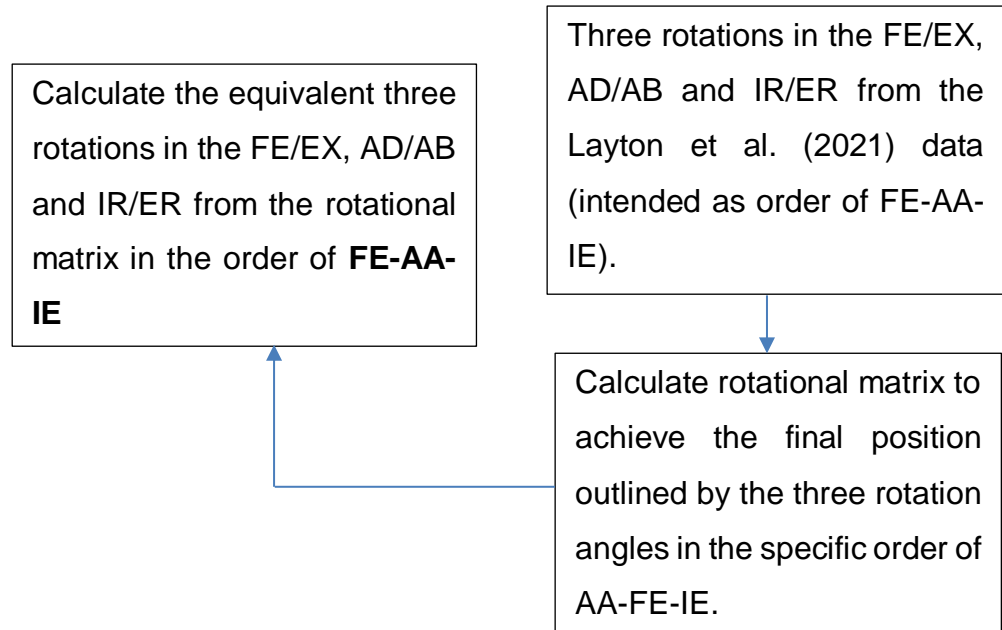 Three rotations in the FE/EX,
AD/AB and IR/ER from the
Layton et al. (2021) data
(intended as order of FE-AA-
IE).
Calculate rotational matrix to
achieve the final position
outlined by the three rotation
angles in the specific order of
AA-FE-IE.
Calculate the equivalent three
rotations in the FE/EX, AD/AB
and IR/ER from the rotational
matrix in the order of FE-AA-
IE